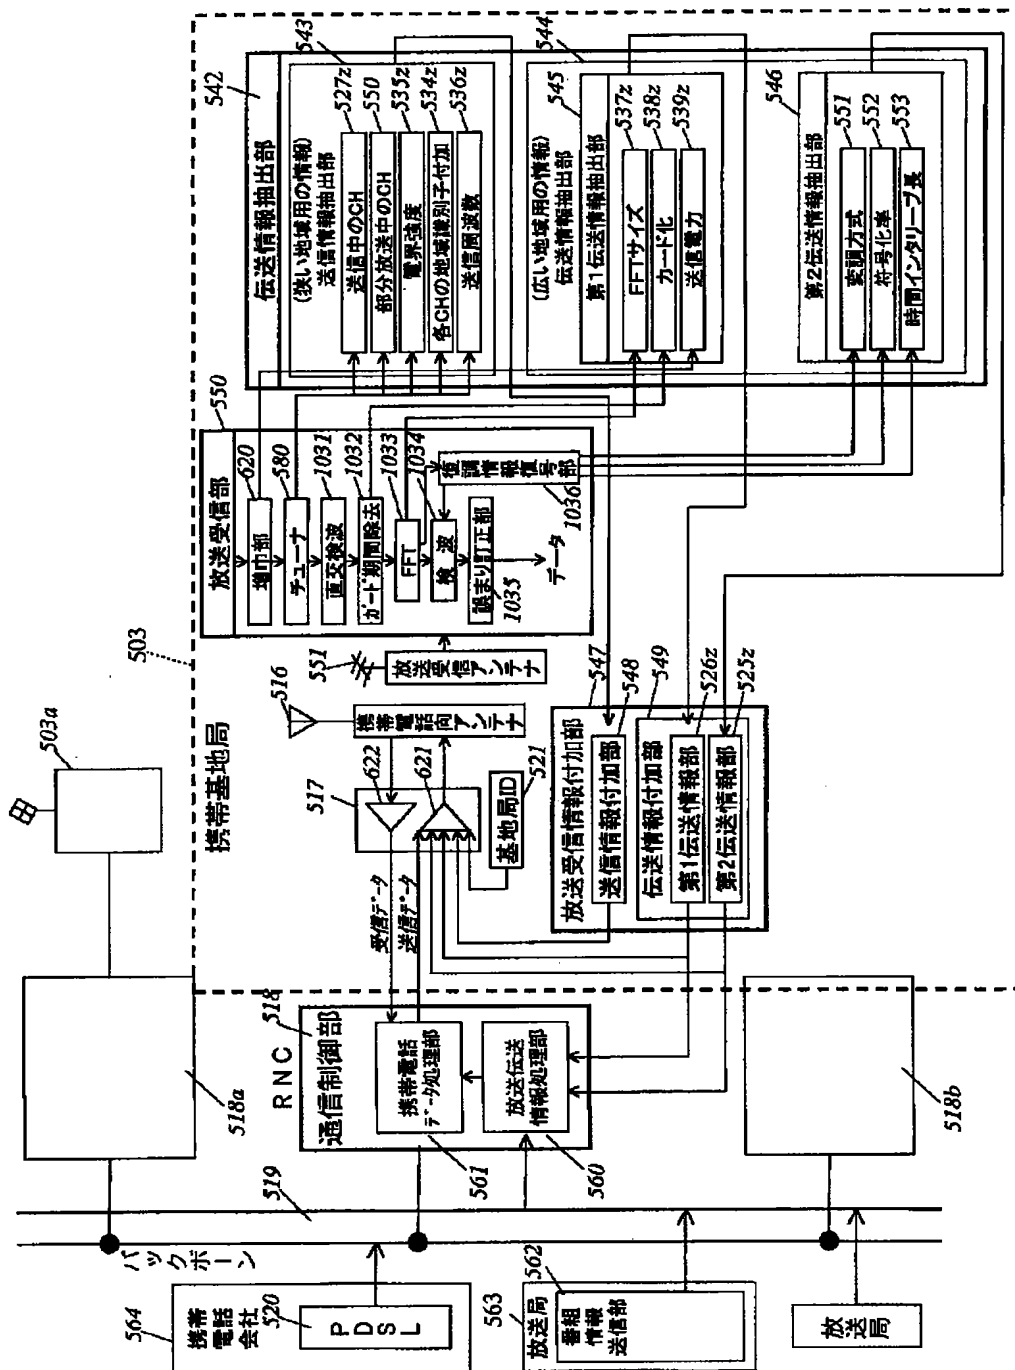 503
携帯基地局
503a
518a
RNC
518
通信制御部
携帯電話
データ処理部
561
放送伝送
情報処理部
560
518b
519
バックボーン
564
携帯
電話
会社
520
PDSL
563
放送局
562
番組
情報
送信部
放送局
受信データ
送信データ
516
携帯電話向アンテナ
517
622
621
521
基地局ID
551
放送受信アンテナ
550
放送受信部
620
増巾部
580
チューナ
1031
直交検波
1032
ガード期間除去
1033
FFT
1034
検波
誤まり訂正部
1035
データ
復調情報復号部
1036
547
放送受信情報付加部
548
送信情報付加部
549
伝送情報付加部
526z
第1伝送情報部
525z
第2伝送情報部
542
伝送情報抽出部
543
(狭い地域用の情報)
送信情報抽出部
527z
送信中のCH
550
部分放送中のCH
535z
電界強度
534z
各CHの地域識別子付加
536z
送信周波数
544
(広い地域用の情報)
伝送情報抽出部
545
第1伝送情報抽出部
537z
FFTサイズ
538z
カード化
539z
送信電力
546
第2伝送情報抽出部
551
変調方式
552
符号化率
553
時間インタリーブ長